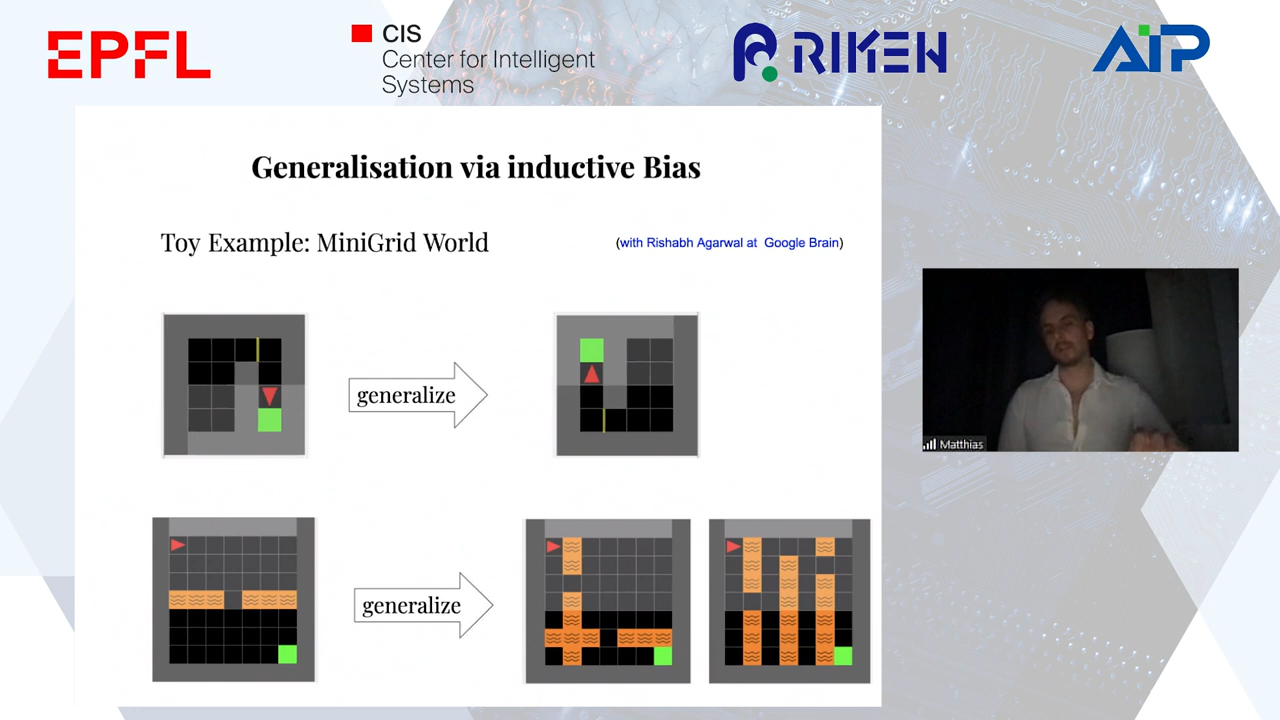 EPFL
CIS
Center for Intelligent
Systems
RIKEN
AIP
Generalisation via inductive Bias
Toy Example: MiniGrid World
(with Rishabh Agarwal at Google Brain)
generalize
generalize
Matthias